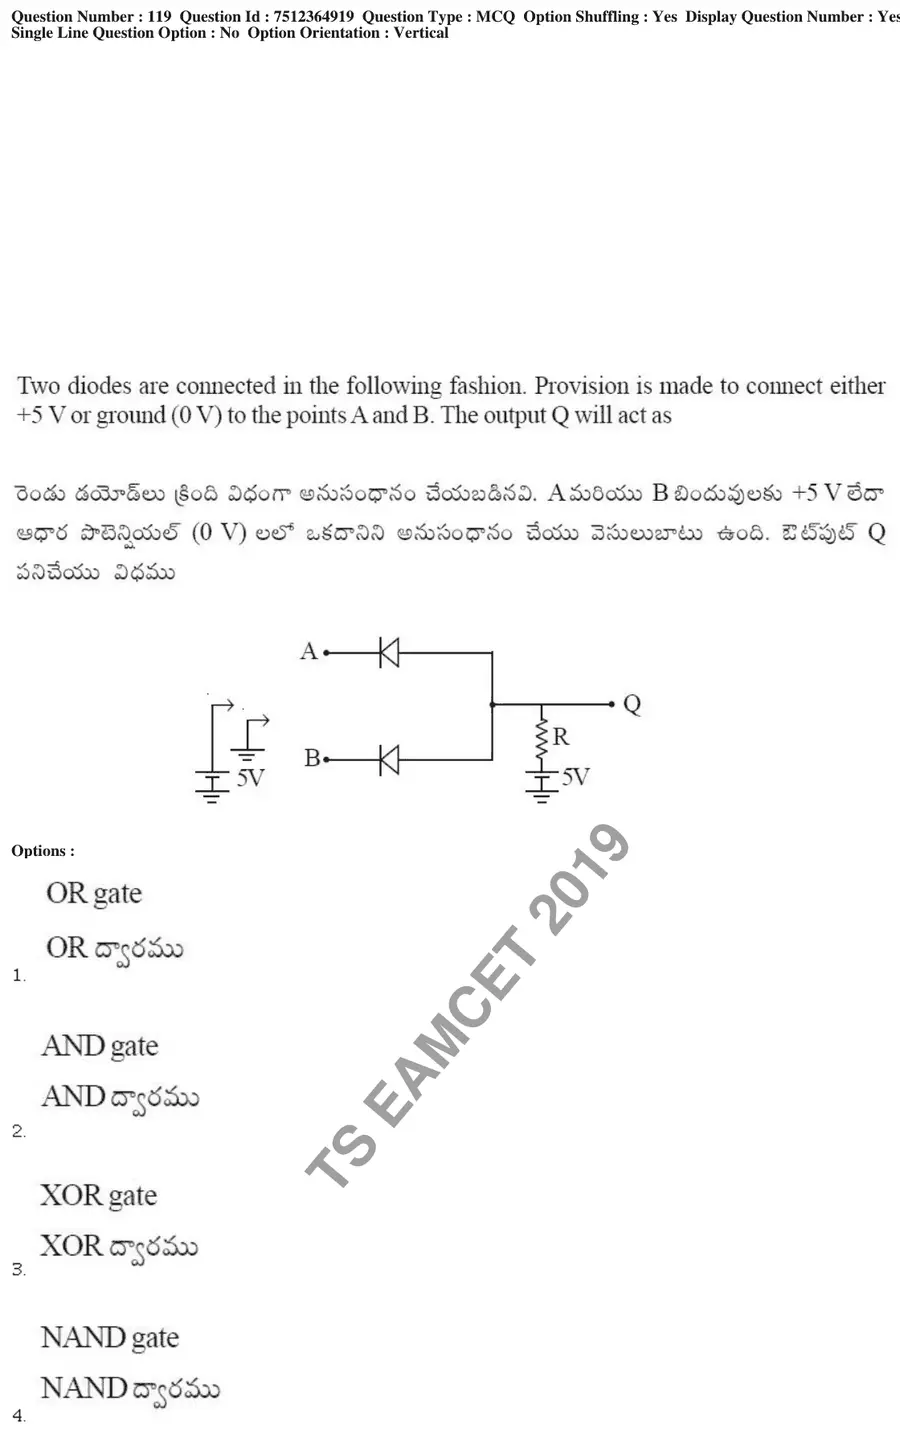 Question Number : 119 Question Id : 7512364919 Question Type : MCQ Option Shuffling : Yes Display Question Number : Yes
Single Line Question Option : No Option Orientation : Vertical
Two diodes are connected in the following fashion. Provision is made to connect either
+5 V or ground (0 V) to the points A and B. The output Q will act as
రెండు డయోడ్‌లు క్రింది విధంగా అనుసంధానం చేయబడినవి. A మరియు B బిందువులకు +5 V లేదా
ఆధార పొటెన్షియల్ (0 V) లలో ఒకదానిని అనుసంధానం చేయు వెసులుబాటు ఉంది. ఔట్‌పుట్ Q
పనిచేయు విధము
A
Q
R
B
5V
5V
Options :
OR gate
OR ద్వారము
1.
AND gate
AND ద్వారము
2.
XOR gate
XOR ద్వారము
3.
NAND gate
NAND ద్వారము
4.
TS EAMCET 2019